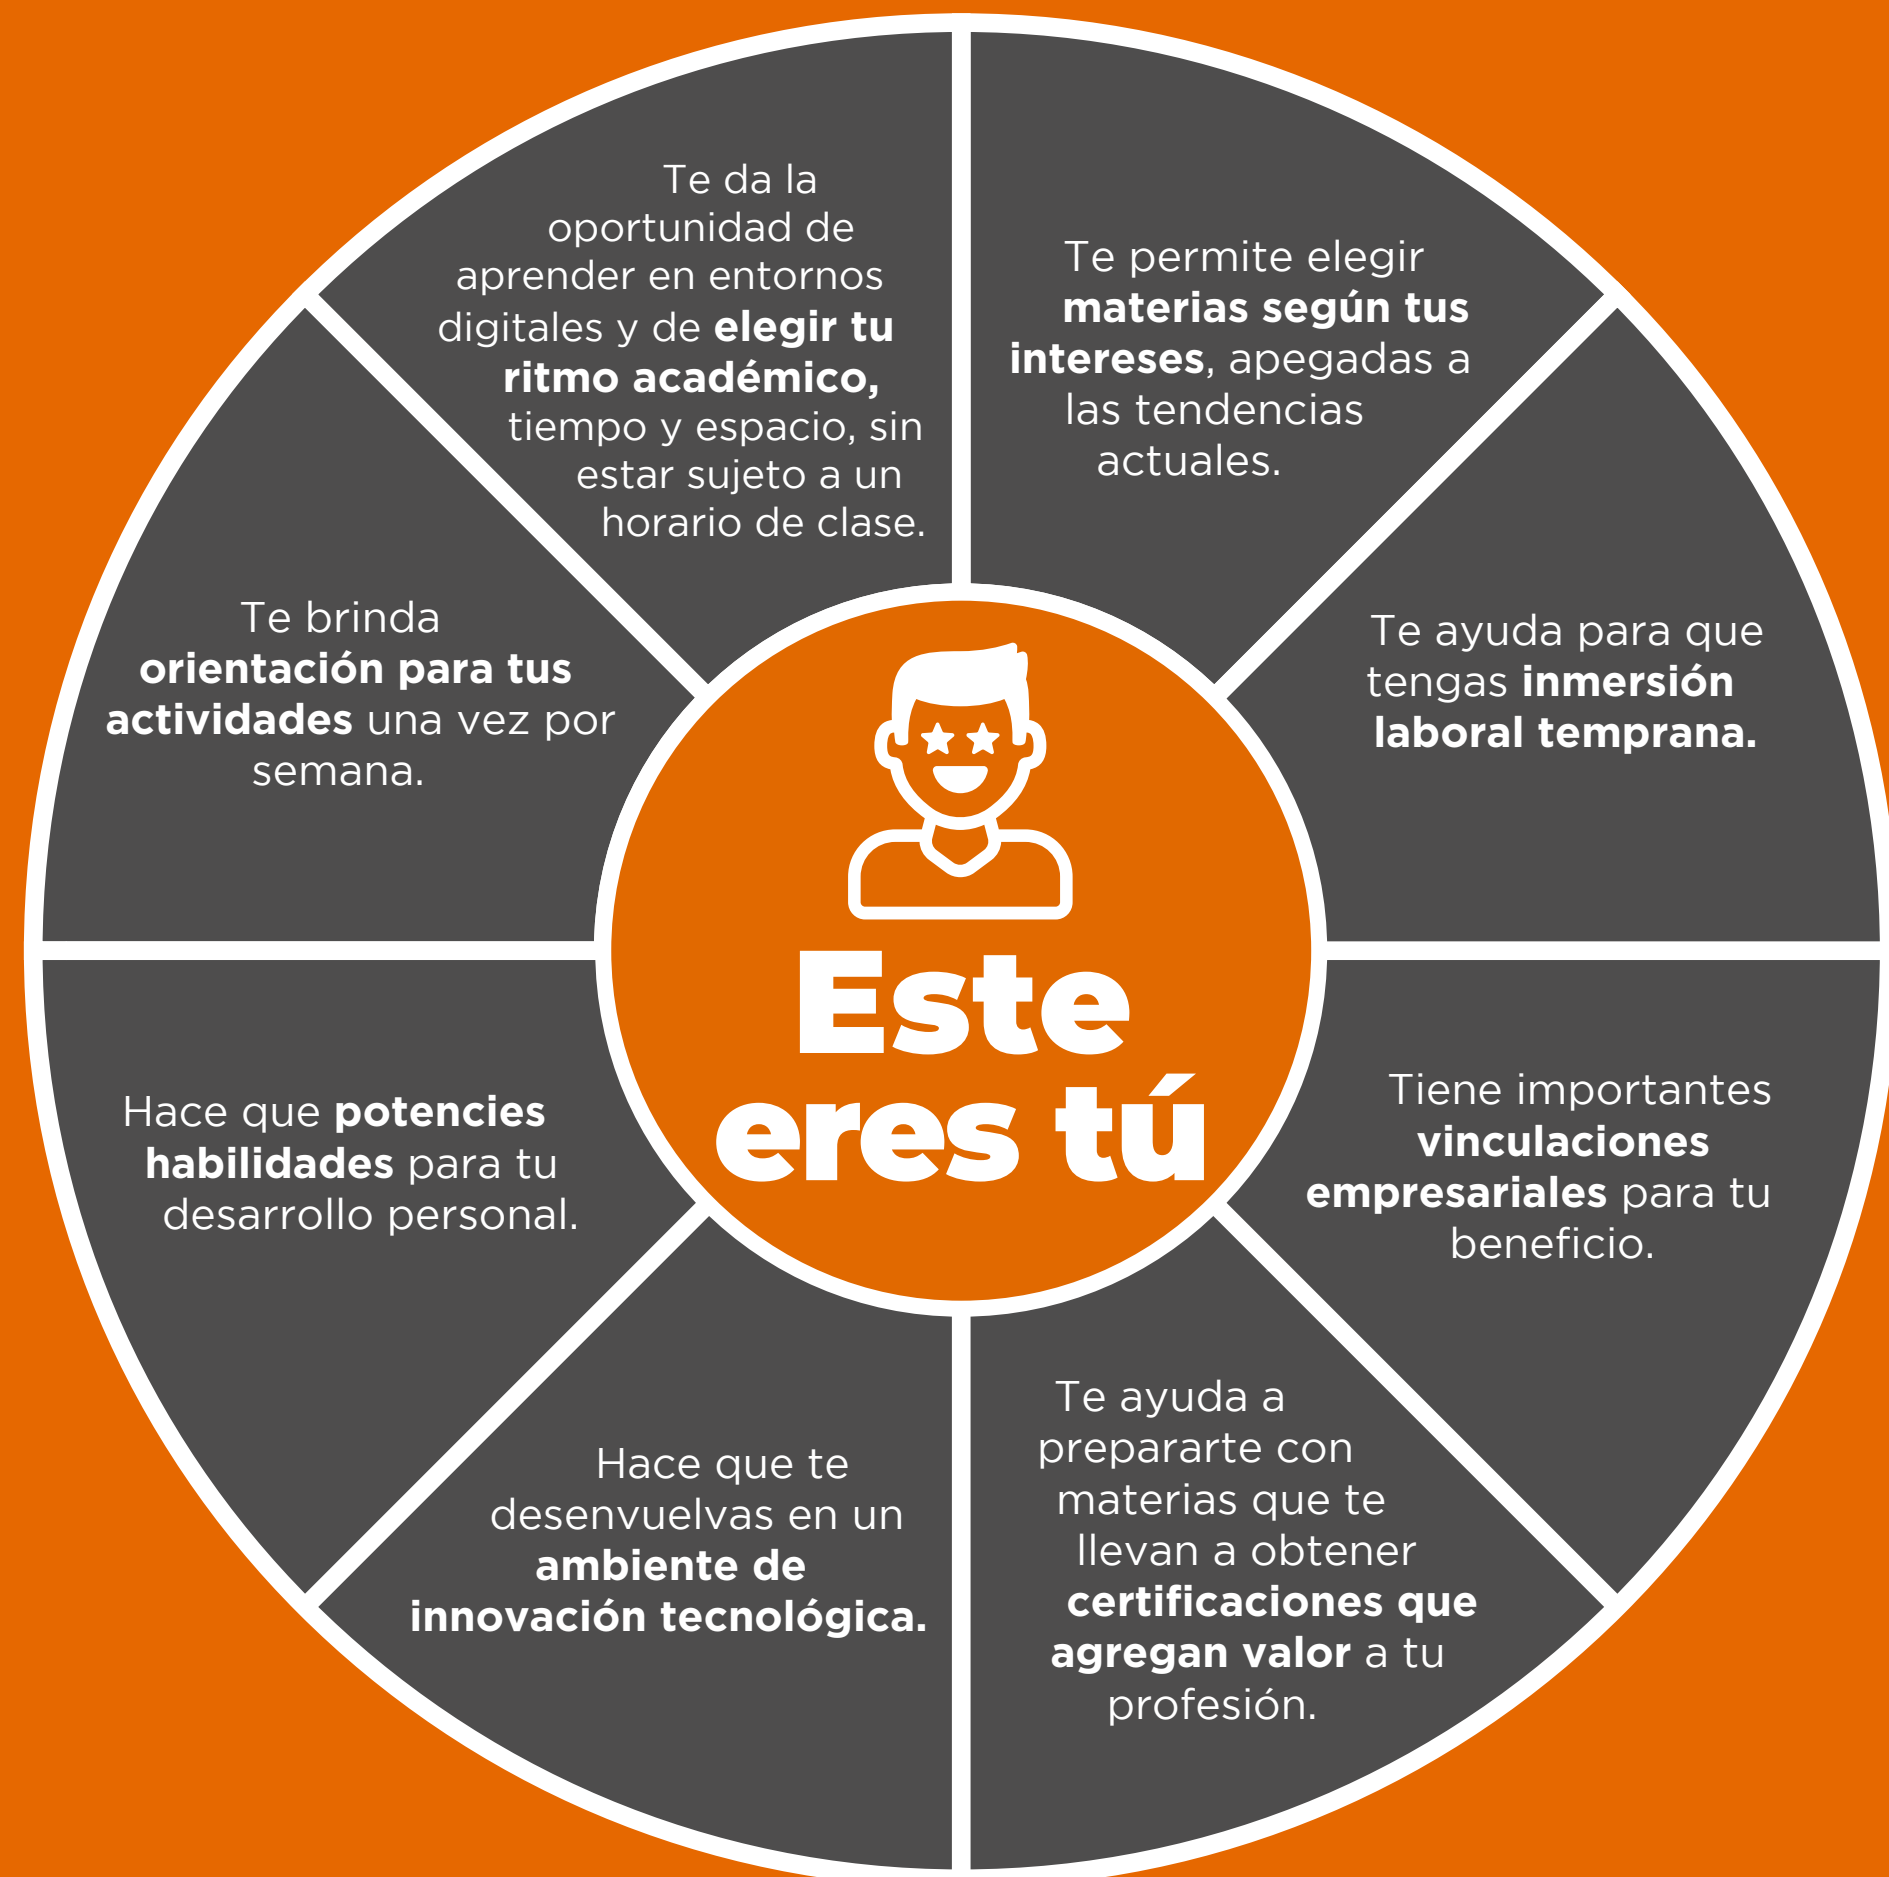 Te da la
oportunidad de
aprender en entornos
digitales y de elegir tu
ritmo académico,
tiempo y espacio, sin
estar sujeto a un
horario de clase.
Te permite elegir
materias según tus
intereses, apegadas a
las tendencias
actuales.
Te ayuda para que
tengas inmersión
laboral temprana.
Tiene importantes
vinculaciones
empresariales para tu
beneficio.
Te ayuda a
prepararte con
materias que te
llevan a obtener
certificaciones que
agregan valor a tu
profesión.
Hace que te
desenvuelvas en un
ambiente de
innovación tecnológica.
Hace que potencies
habilidades para tu
desarrollo personal.
Te brinda
orientación para tus
actividades una vez por
semana.
Este
eres tú